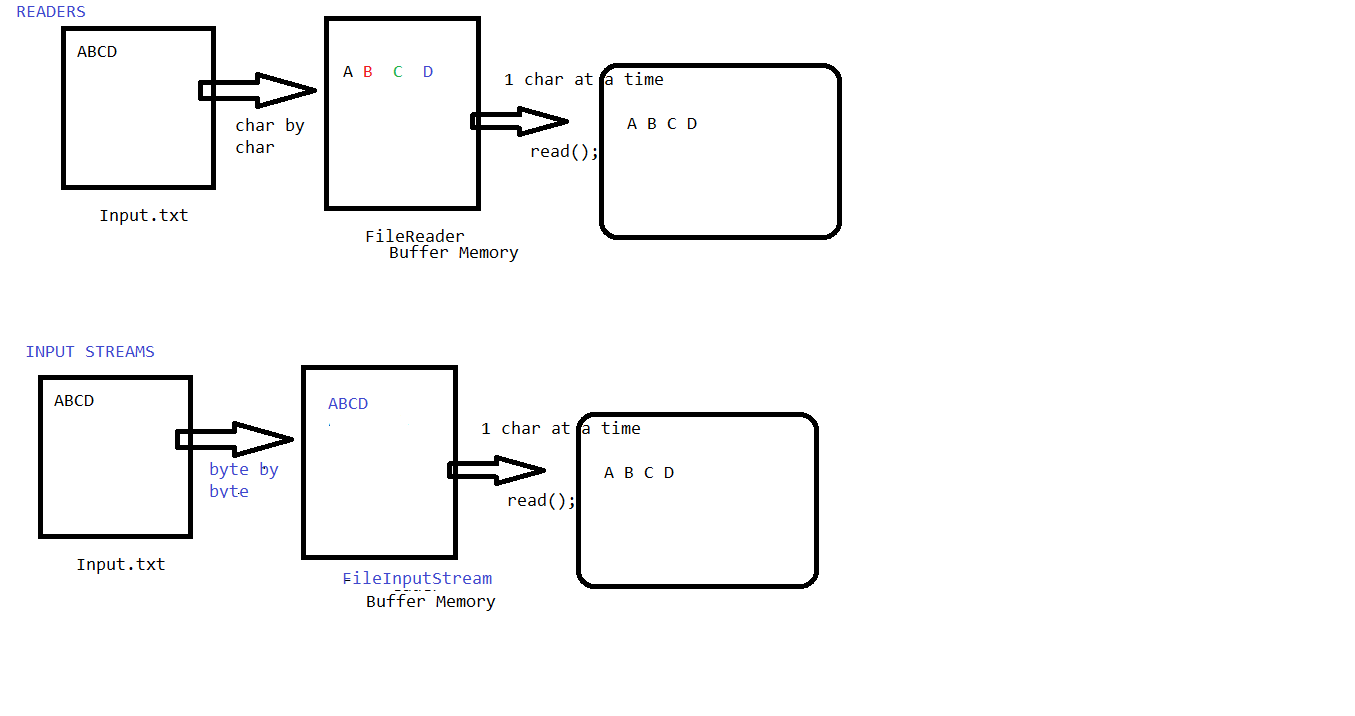 READERS
ABCD
A B C D
char by
char
1 char at a time
read();
A B C D
Input.txt
FileReader
Buffer Memory
INPUT STREAMS
ABCD
ABCD
byte by
byte
1 char at a time
read();
A B C D
Input.txt
FileInputStream
Buffer Memory